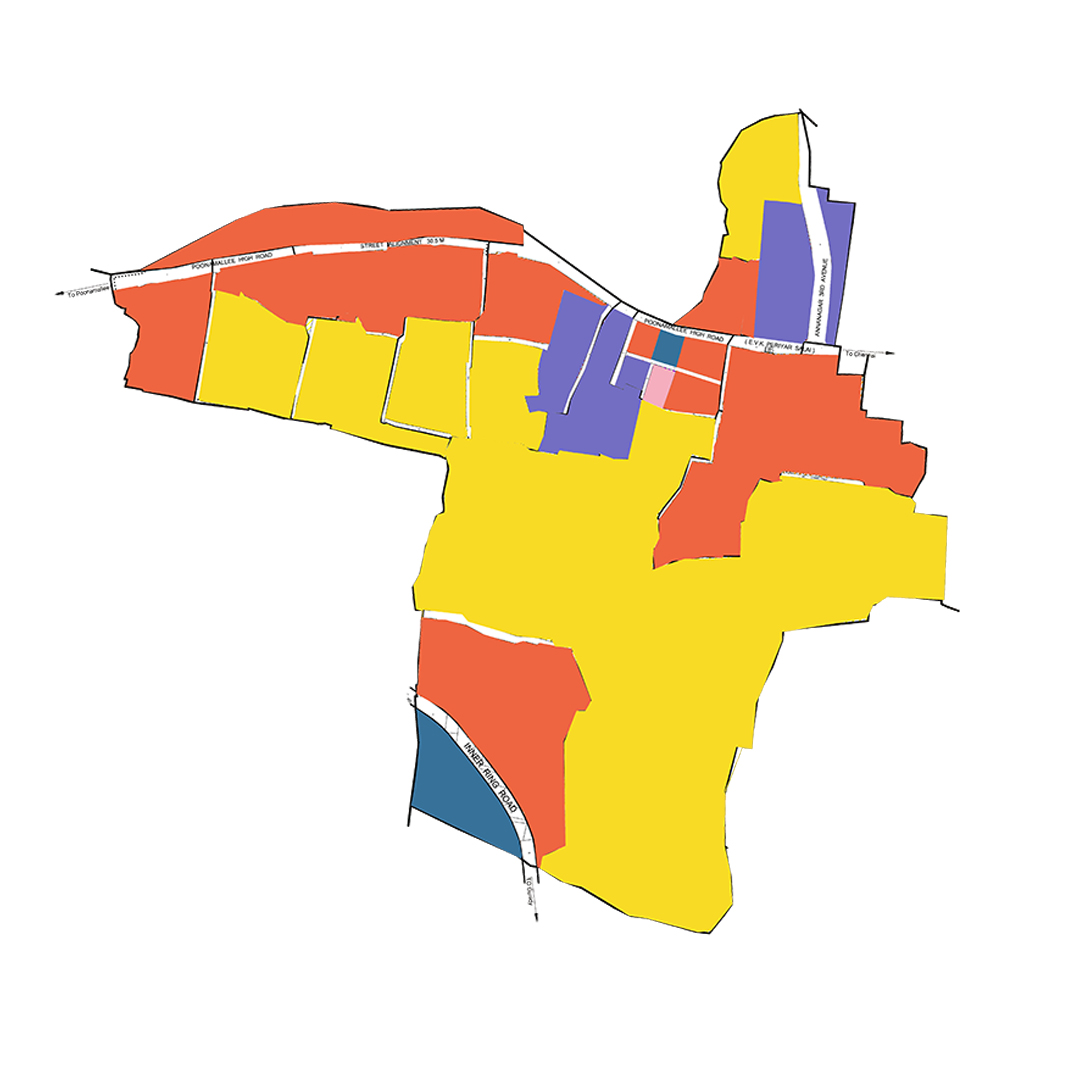 To Poonamallee
POONAMALLEE HIGH ROAD
STREET ALIGNMENT 30.5 M
POONAMALLEE HIGH ROAD
(E.V.K. PERIYAR SALAI)
To Chennai
ANNANAGAR 3RD AVENUE
INNER RING ROAD
TO Guindy